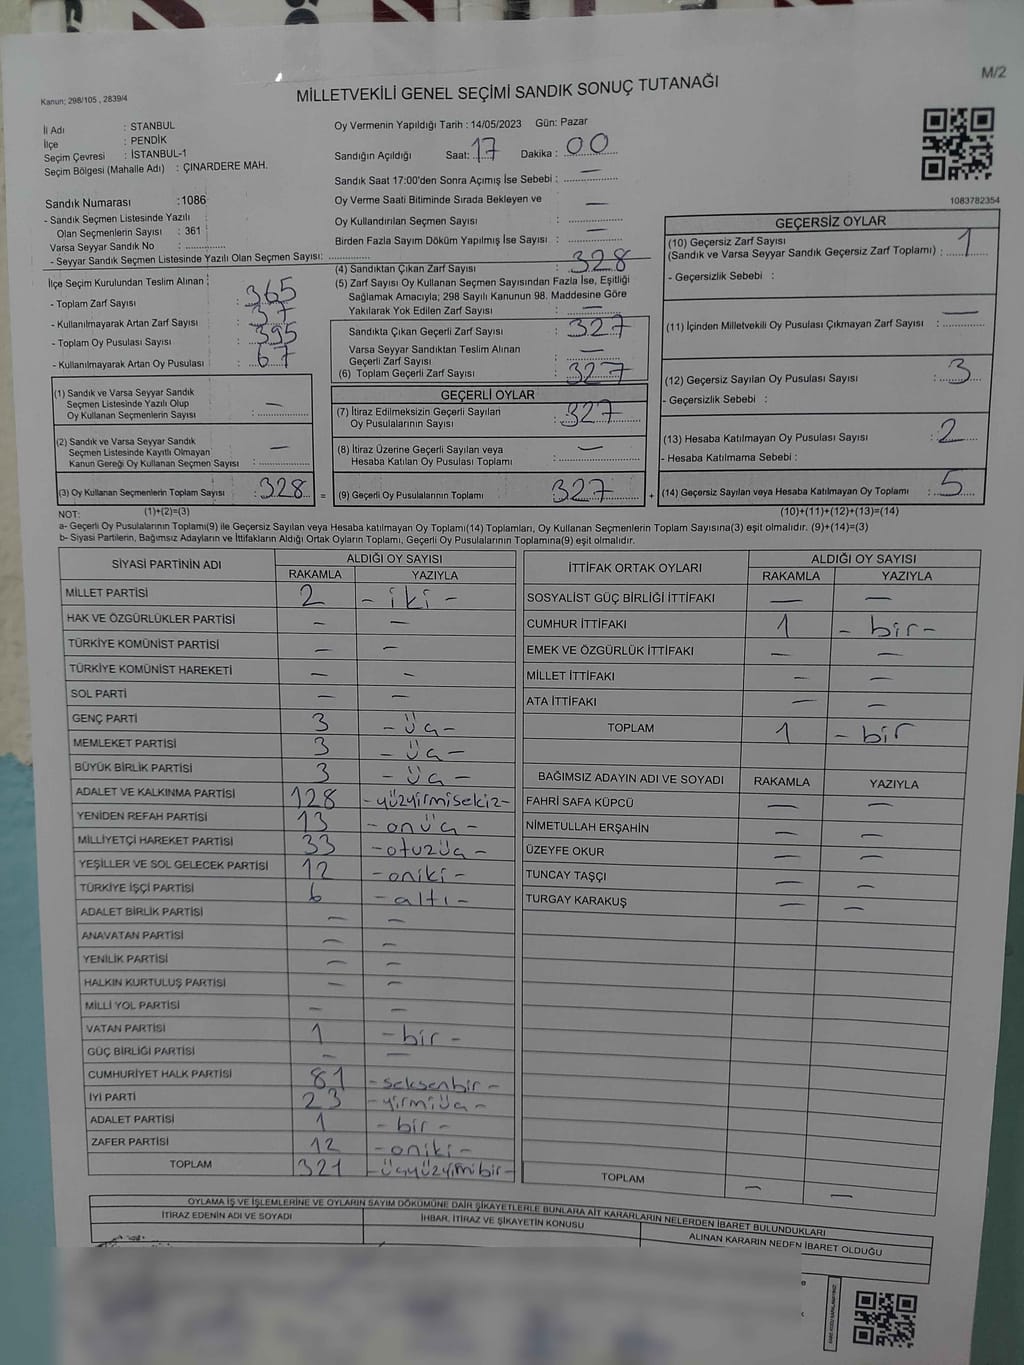 M/2
Kanun; 298/105 , 2839/4
MİLLETVEKİLİ GENEL SEÇİMİ SANDIK SONUÇ TUTANAĞI
İl Adı : STANBUL
İlçe : PENDİK
Seçim Çevresi : İSTANBUL-1
Seçim Bölgesi (Mahalle Adı) : ÇINARDERE MAH.
Oy Vermenin Yapıldığı Tarih : 14/05/2023 Gün: Pazar
Sandığın Açıldığı Saat: 17 Dakika : 00
Sandık Saat 17:00'den Sonra Açımış İse Sebebi : —
Oy Verme Saati Bitiminde Sırada Bekleyen ve
Oy Kullandırılan Seçmen Sayısı : —
Birden Fazla Sayım Döküm Yapılmış İse Sayısı : —
1083782354
Sandık Numarası : 1086
- Sandık Seçmen Listesinde Yazılı
Olan Seçmenlerin Sayısı : 361
Varsa Seyyar Sandık No :
- Seyyar Sandık Seçmen Listesinde Yazılı Olan Seçmen Sayısı:
İlçe Seçim Kurulundan Teslim Alınan ;
- Toplam Zarf Sayısı : 365
- Kullanılmayarak Artan Zarf Sayısı : 37
- Toplam Oy Pusulası Sayısı : 395
- Kullanılmayarak Artan Oy Pusulası : 67
(1) Sandık ve Varsa Seyyar Sandık
Seçmen Listesinde Yazılı Olup
Oy Kullanan Seçmenlerin Sayısı : —
(2) Sandık ve Varsa Seyyar Sandık
Seçmen Listesinde Kayıtlı Olmayan
Kanun Gereği Oy Kullanan Seçmen Sayısı : —
(3) Oy Kullanan Seçmenlerin Toplam Sayısı : 328 =
(4) Sandıktan Çıkan Zarf Sayısı : 328
(5) Zarf Sayısı Oy Kullanan Seçmen Sayısından Fazla İse, Eşitliği
Sağlamak Amacıyla; 298 Sayılı Kanunun 98. Maddesine Göre
Yakılarak Yok Edilen Zarf Sayısı : —
Sandıkta Çıkan Geçerli Zarf Sayısı : 327
Varsa Seyyar Sandıktan Teslim Alınan
Geçerli Zarf Sayısı : —
(6) Toplam Geçerli Zarf Sayısı : 327
GEÇERLİ OYLAR
(7) İtiraz Edilmeksizin Geçerli Sayılan
Oy Pusulalarının Sayısı : 327
(8) İtiraz Üzerine Geçerli Sayılan veya
Hesaba Katılan Oy Pusulası Toplamı : —
(9) Geçerli Oy Pusulalarının Toplamı : 327 +
GEÇERSİZ OYLAR
(10) Geçersiz Zarf Sayısı
(Sandık ve Varsa Seyyar Sandık Geçersiz Zarf Toplamı) : 1
- Geçersizlik Sebebi :
(11) İçinden Milletvekili Oy Pusulası Çıkmayan Zarf Sayısı : —
(12) Geçersiz Sayılan Oy Pusulası Sayısı : 3
- Geçersizlik Sebebi :
(13) Hesaba Katılmayan Oy Pusulası Sayısı : 2
- Hesaba Katılmama Sebebi :
(14) Geçersiz Sayılan veya Hesaba Katılmayan Oy Toplamı : 5
NOT: (1)+(2)=(3) (10)+(11)+(12)+(13)=(14)
a- Geçerli Oy Pusulalarının Toplamı(9) ile Geçersiz Sayılan veya Hesaba katılmayan Oy Toplamı(14) Toplamları, Oy Kullanan Seçmenlerin Toplam Sayısına(3) eşit olmalıdır. (9)+(14)=(3)
b- Siyasi Partilerin, Bağımsız Adayların ve İttifakların Aldığı Ortak Oyların Toplamı, Geçerli Oy Pusulalarının Toplamına(9) eşit olmalıdır.
SİYASİ PARTİNİN ADI ALDIĞI OY SAYISI
RAKAMLA YAZIYLA
MİLLET PARTİSİ 2 - iki -
HAK VE ÖZGÜRLÜKLER PARTİSİ — —
TÜRKİYE KOMÜNİST PARTİSİ — —
TÜRKİYE KOMÜNİST HAREKETİ — —
SOL PARTİ — —
GENÇ PARTİ 3 - üç -
MEMLEKET PARTİSİ 3 - üç -
BÜYÜK BİRLİK PARTİSİ 3 - üç -
ADALET VE KALKINMA PARTİSİ 128 - yüzyirmisekiz -
YENİDEN REFAH PARTİSİ 13 - onüç -
MİLLİYETÇİ HAREKET PARTİSİ 33 - otuzüç -
YEŞİLLER VE SOL GELECEK PARTİSİ 12 - oniki -
TÜRKİYE İŞÇİ PARTİSİ 6 - altı -
ADALET BİRLİK PARTİSİ — —
ANAVATAN PARTİSİ — —
YENİLİK PARTİSİ — —
HALKIN KURTULUŞ PARTİSİ — —
MİLLİ YOL PARTİSİ — —
VATAN PARTİSİ 1 - bir -
GÜÇ BİRLİĞİ PARTİSİ — —
CUMHURİYET HALK PARTİSİ 81 - seksenbir -
İYİ PARTİ 23 - yirmiüç -
ADALET PARTİSİ 1 - bir -
ZAFER PARTİSİ 12 - oniki -
TOPLAM 321 - üçyüzyimibir -
İTTİFAK ORTAK OYLARI ALDIĞI OY SAYISI
RAKAMLA YAZIYLA
SOSYALİST GÜÇ BİRLİĞİ İTTİFAKI — —
CUMHUR İTTİFAKI 1 - bir -
EMEK VE ÖZGÜRLÜK İTTİFAKI — —
MİLLET İTTİFAKI — —
ATA İTTİFAKI — —
TOPLAM 1 - bir
BAĞIMSIZ ADAYIN ADI VE SOYADI RAKAMLA YAZIYLA
FAHRİ SAFA KÜPCÜ — —
NİMETULLAH ERŞAHİN — —
ÜZEYFE OKUR — —
TUNCAY TAŞÇI — —
TURGAY KARAKUŞ — —
TOPLAM — —
OYLAMA İŞ VE İŞLEMLERİNE VE OYLARIN SAYIM DÖKÜMÜNE DAİR ŞİKAYETLERLE BUNLARA AİT KARARLARIN NELERDEN İBARET BULUNDUKLARI
İTİRAZ EDENİN ADI VE SOYADI İHBAR, İTİRAZ VE ŞİKAYETİN KONUSU ALINAN KARARIN NEDEN İBARET OLDUĞU